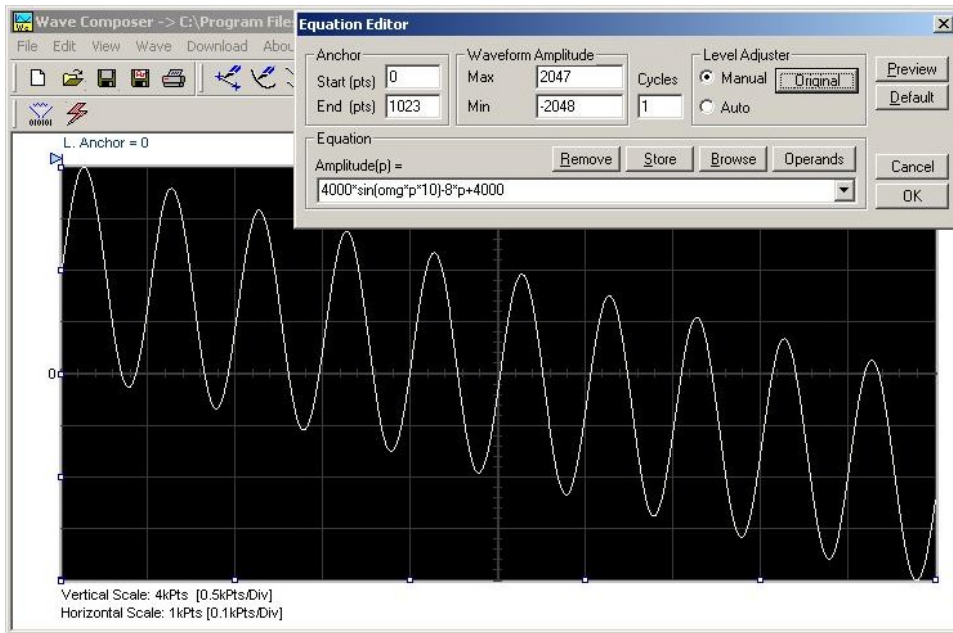 Wave Composer -> C:\Program Files
File Edit View Wave Download Abou
L. Anchor = 0
0
Vertical Scale: 4kPts [0.5kPts/Div]
Horizontal Scale: 1kPts [0.1kPts/Div]
Equation Editor
Anchor
Start (pts) 0
End (pts) 1023
Waveform Amplitude
Max 2047
Min -2048
Cycles
1
Level Adjuster
Manual Original
Auto
Preview
Default
Cancel
OK
Equation
Amplitude(p) =
Remove Store Browse Operands
4000*sin(omg*p*10)-8*p+4000